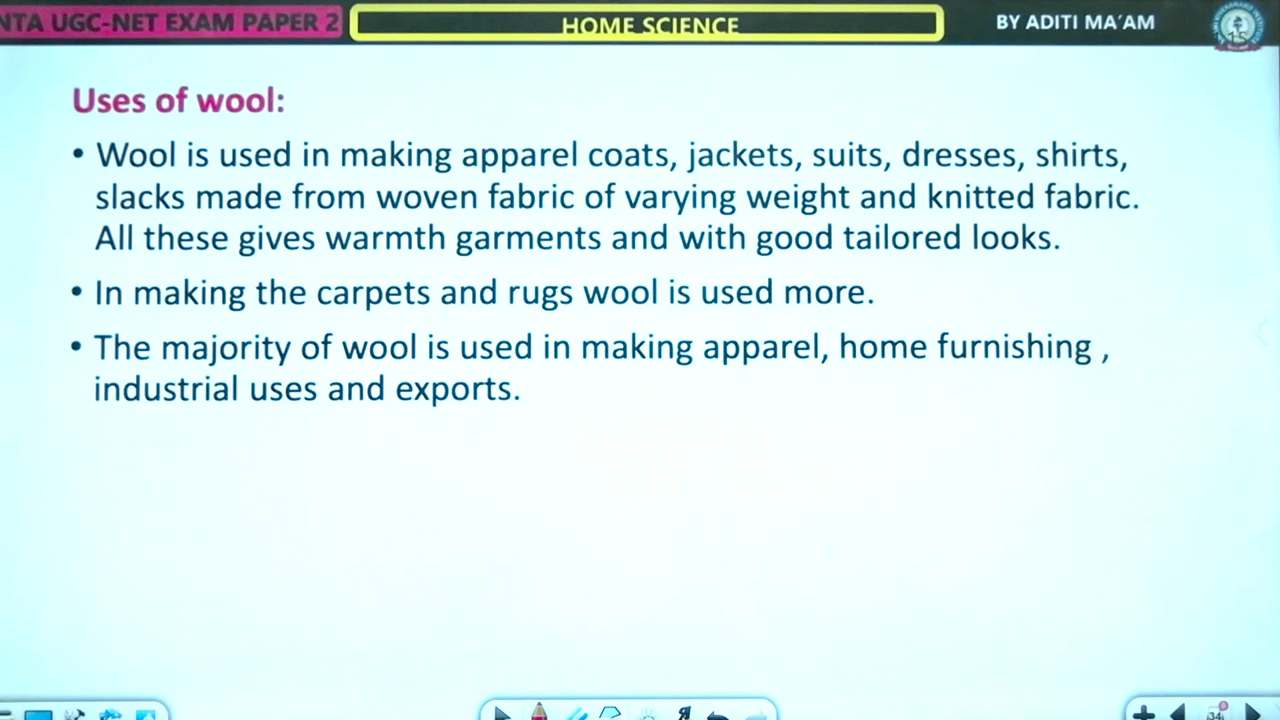 NTA UGC-NET EXAM PAPER 2
HOME SCIENCE
BY ADITI MA'AM
Uses of wool:
• Wool is used in making apparel coats, jackets, suits, dresses, shirts,
slacks made from woven fabric of varying weight and knitted fabric.
All these gives warmth garments and with good tailored looks.
• In making the carpets and rugs wool is used more.
• The majority of wool is used in making apparel, home furnishing ,
industrial uses and exports.
34